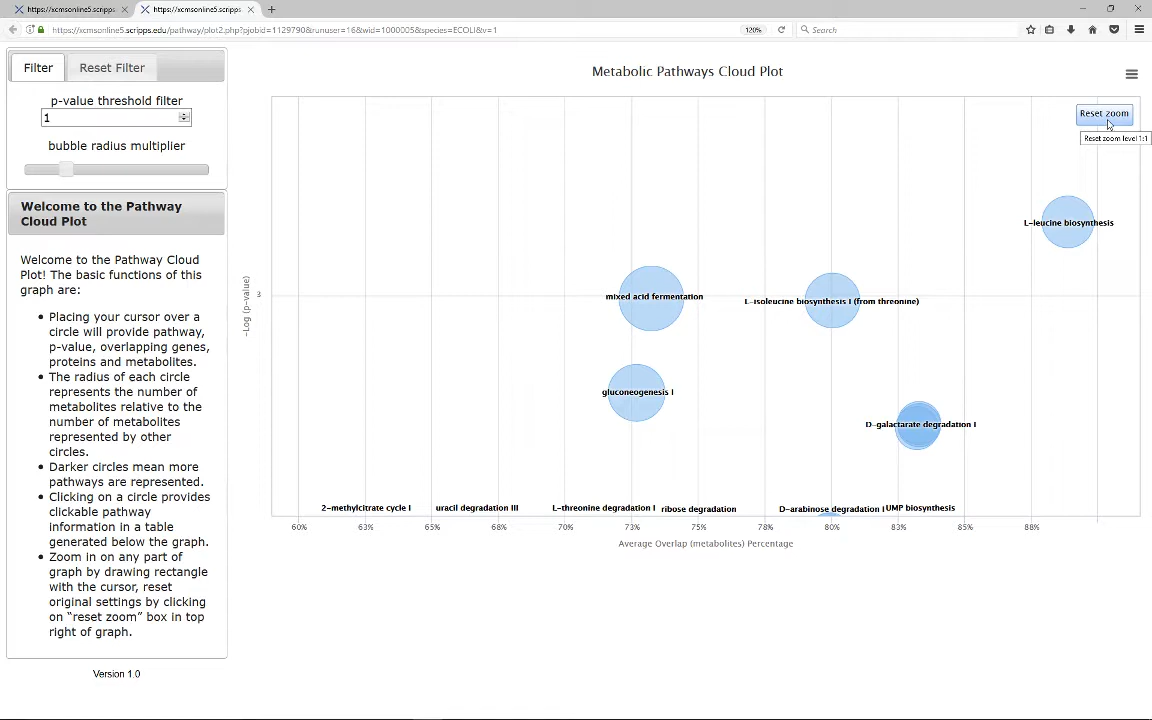 https://xcmsonline5.scripps
https://xcmsonline5.scripps
https://xcmsonline5.scripps.edu/pathway/plot2.php?pjobid=1129790&runuser=16&wid=1000005&species=ECOLI&v=1
120%
Search
Filter
Reset Filter
p-value threshold filter
1
bubble radius multiplier
Welcome to the Pathway
Cloud Plot
Welcome to the Pathway Cloud
Plot! The basic functions of this
graph are:
• Placing your cursor over a
circle will provide pathway,
p-value, overlapping genes,
proteins and metabolites.
• The radius of each circle
represents the number of
metabolites relative to the
number of metabolites
represented by other
circles.
• Darker circles mean more
pathways are represented.
• Clicking on a circle provides
clickable pathway
information in a table
generated below the graph.
• Zoom in on any part of
graph by drawing rectangle
with the cursor, reset
original settings by clicking
on “reset zoom” box in top
right of graph.
Version 1.0
Metabolic Pathways Cloud Plot
Reset zoom
Reset zoom level 1:1
L-leucine biosynthesis
mixed acid fermentation
L-isoleucine biosynthesis I (from threonine)
gluconeogenesis I
D-galactarate degradation I
2-methylcitrate cycle I
uracil degradation III
L-threonine degradation I
ribose degradation
D-arabinose degradation I
UMP biosynthesis
-Log (p-value)
3
60% 63% 65% 68% 70% 73% 75% 78% 80% 83% 85% 88%
Average Overlap (metabolites) Percentage